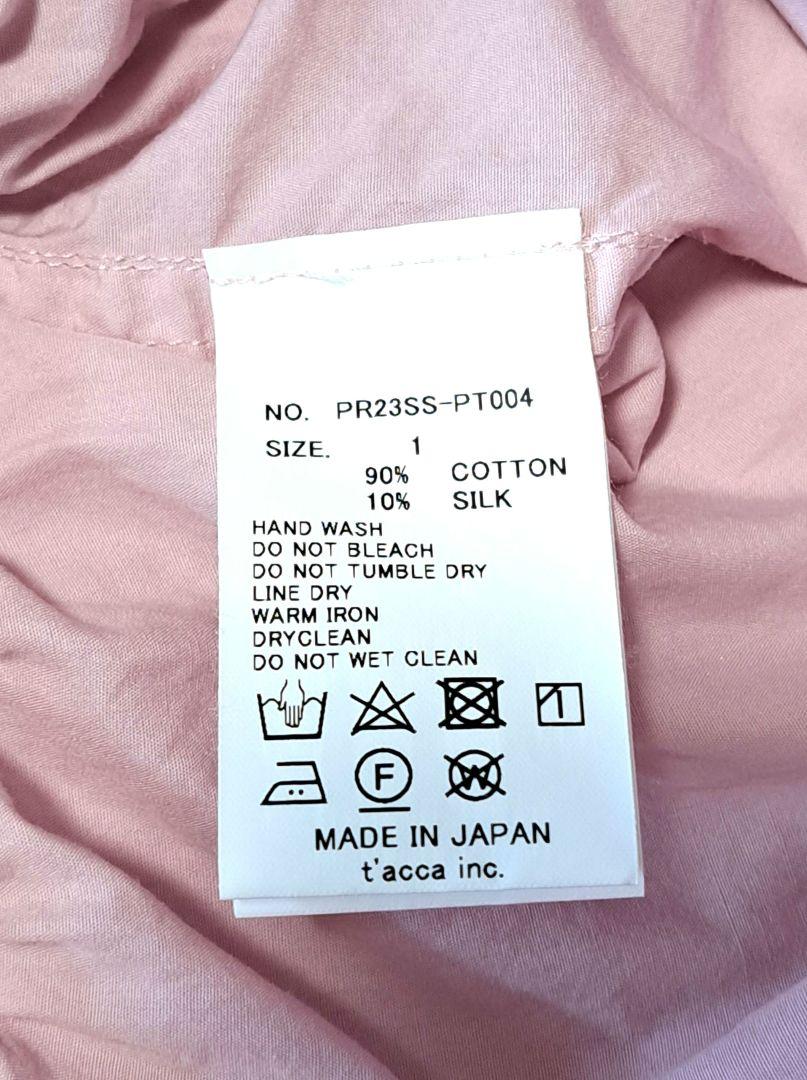 NO. PR23SS-PT004
SIZE. 1
90% COTTON
10% SILK
HAND WASH
DO NOT BLEACH
DO NOT TUMBLE DRY
LINE DRY
WARM IRON
DRYCLEAN
DO NOT WET CLEAN
F W
MADE IN JAPAN
t'acca inc.